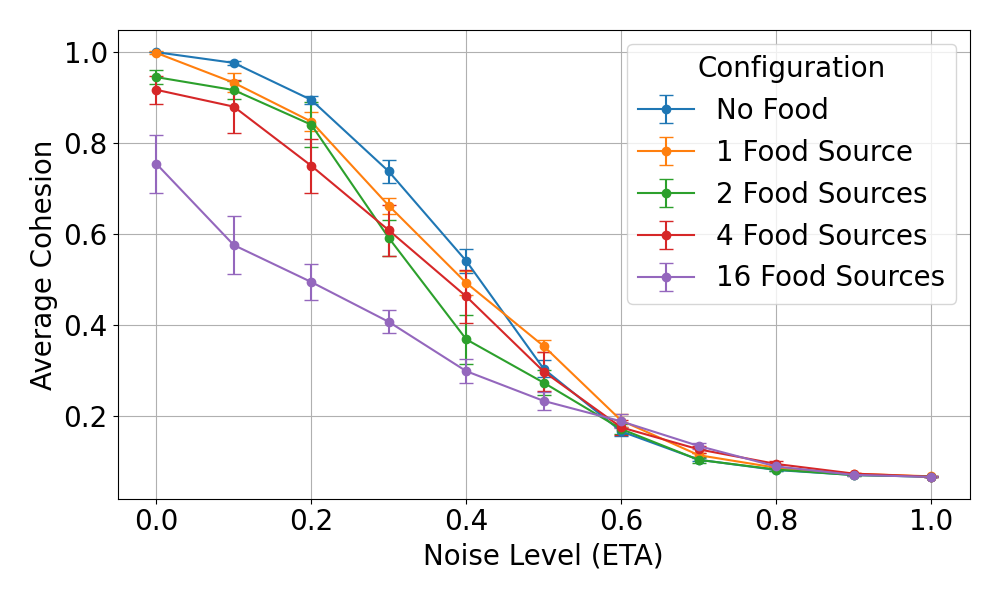 Configuration
No Food
1 Food Source
2 Food Sources
4 Food Sources
16 Food Sources
Average Cohesion
1.0
0.8
0.6
0.4
0.2
0.0 0.2 0.4 0.6 0.8 1.0
Noise Level (ETA)